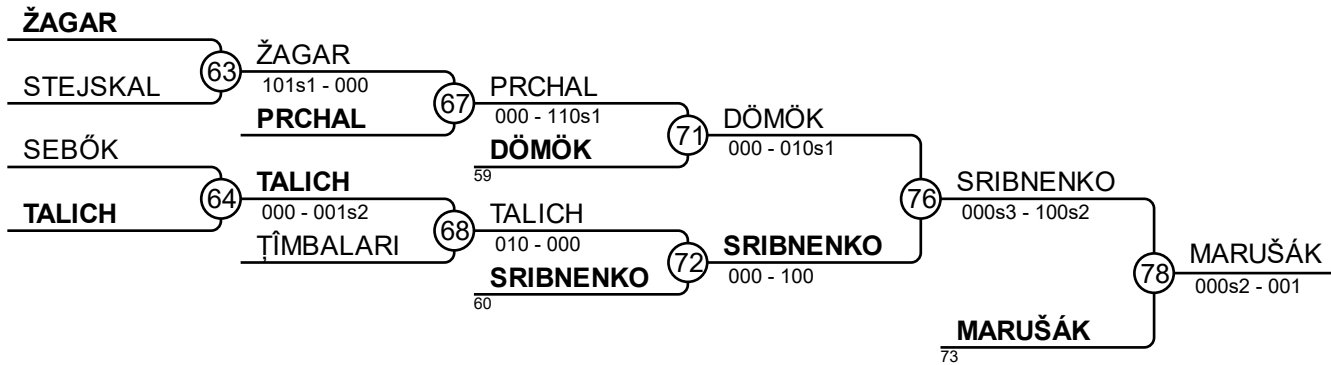 ŽAGAR
STEJSKAL
SEBŐK
TALICH
63
64
ŽAGAR
101s1 - 000
PRCHAL
TALICH
000 - 001s2
ȚÎMBALARI
67
68
PRCHAL
000 - 110s1
DÖMÖK
59
TALICH
010 - 000
SRIBNENKO
60
71
72
DÖMÖK
000 - 010s1
SRIBNENKO
000 - 100
76
SRIBNENKO
000s3 - 100s2
MARUŠÁK
73
78
MARUŠÁK
000s2 - 001